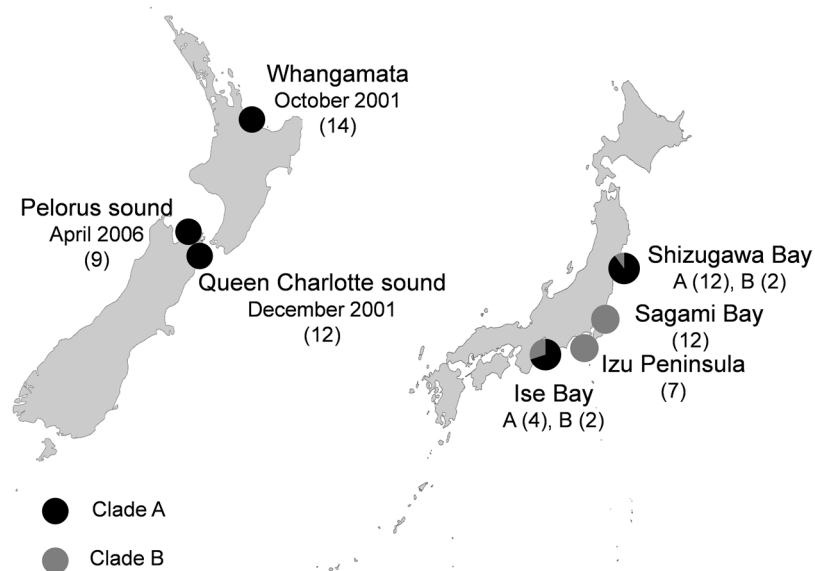 Whangamata
October 2001
(14)
Pelorus sound
April 2006
(9)
Queen Charlotte sound
December 2001
(12)
Shizugawa Bay
A (12), B (2)
Sagami Bay
(12)
Izu Peninsula
(7)
Ise Bay
A (4), B (2)
Clade A
Clade B